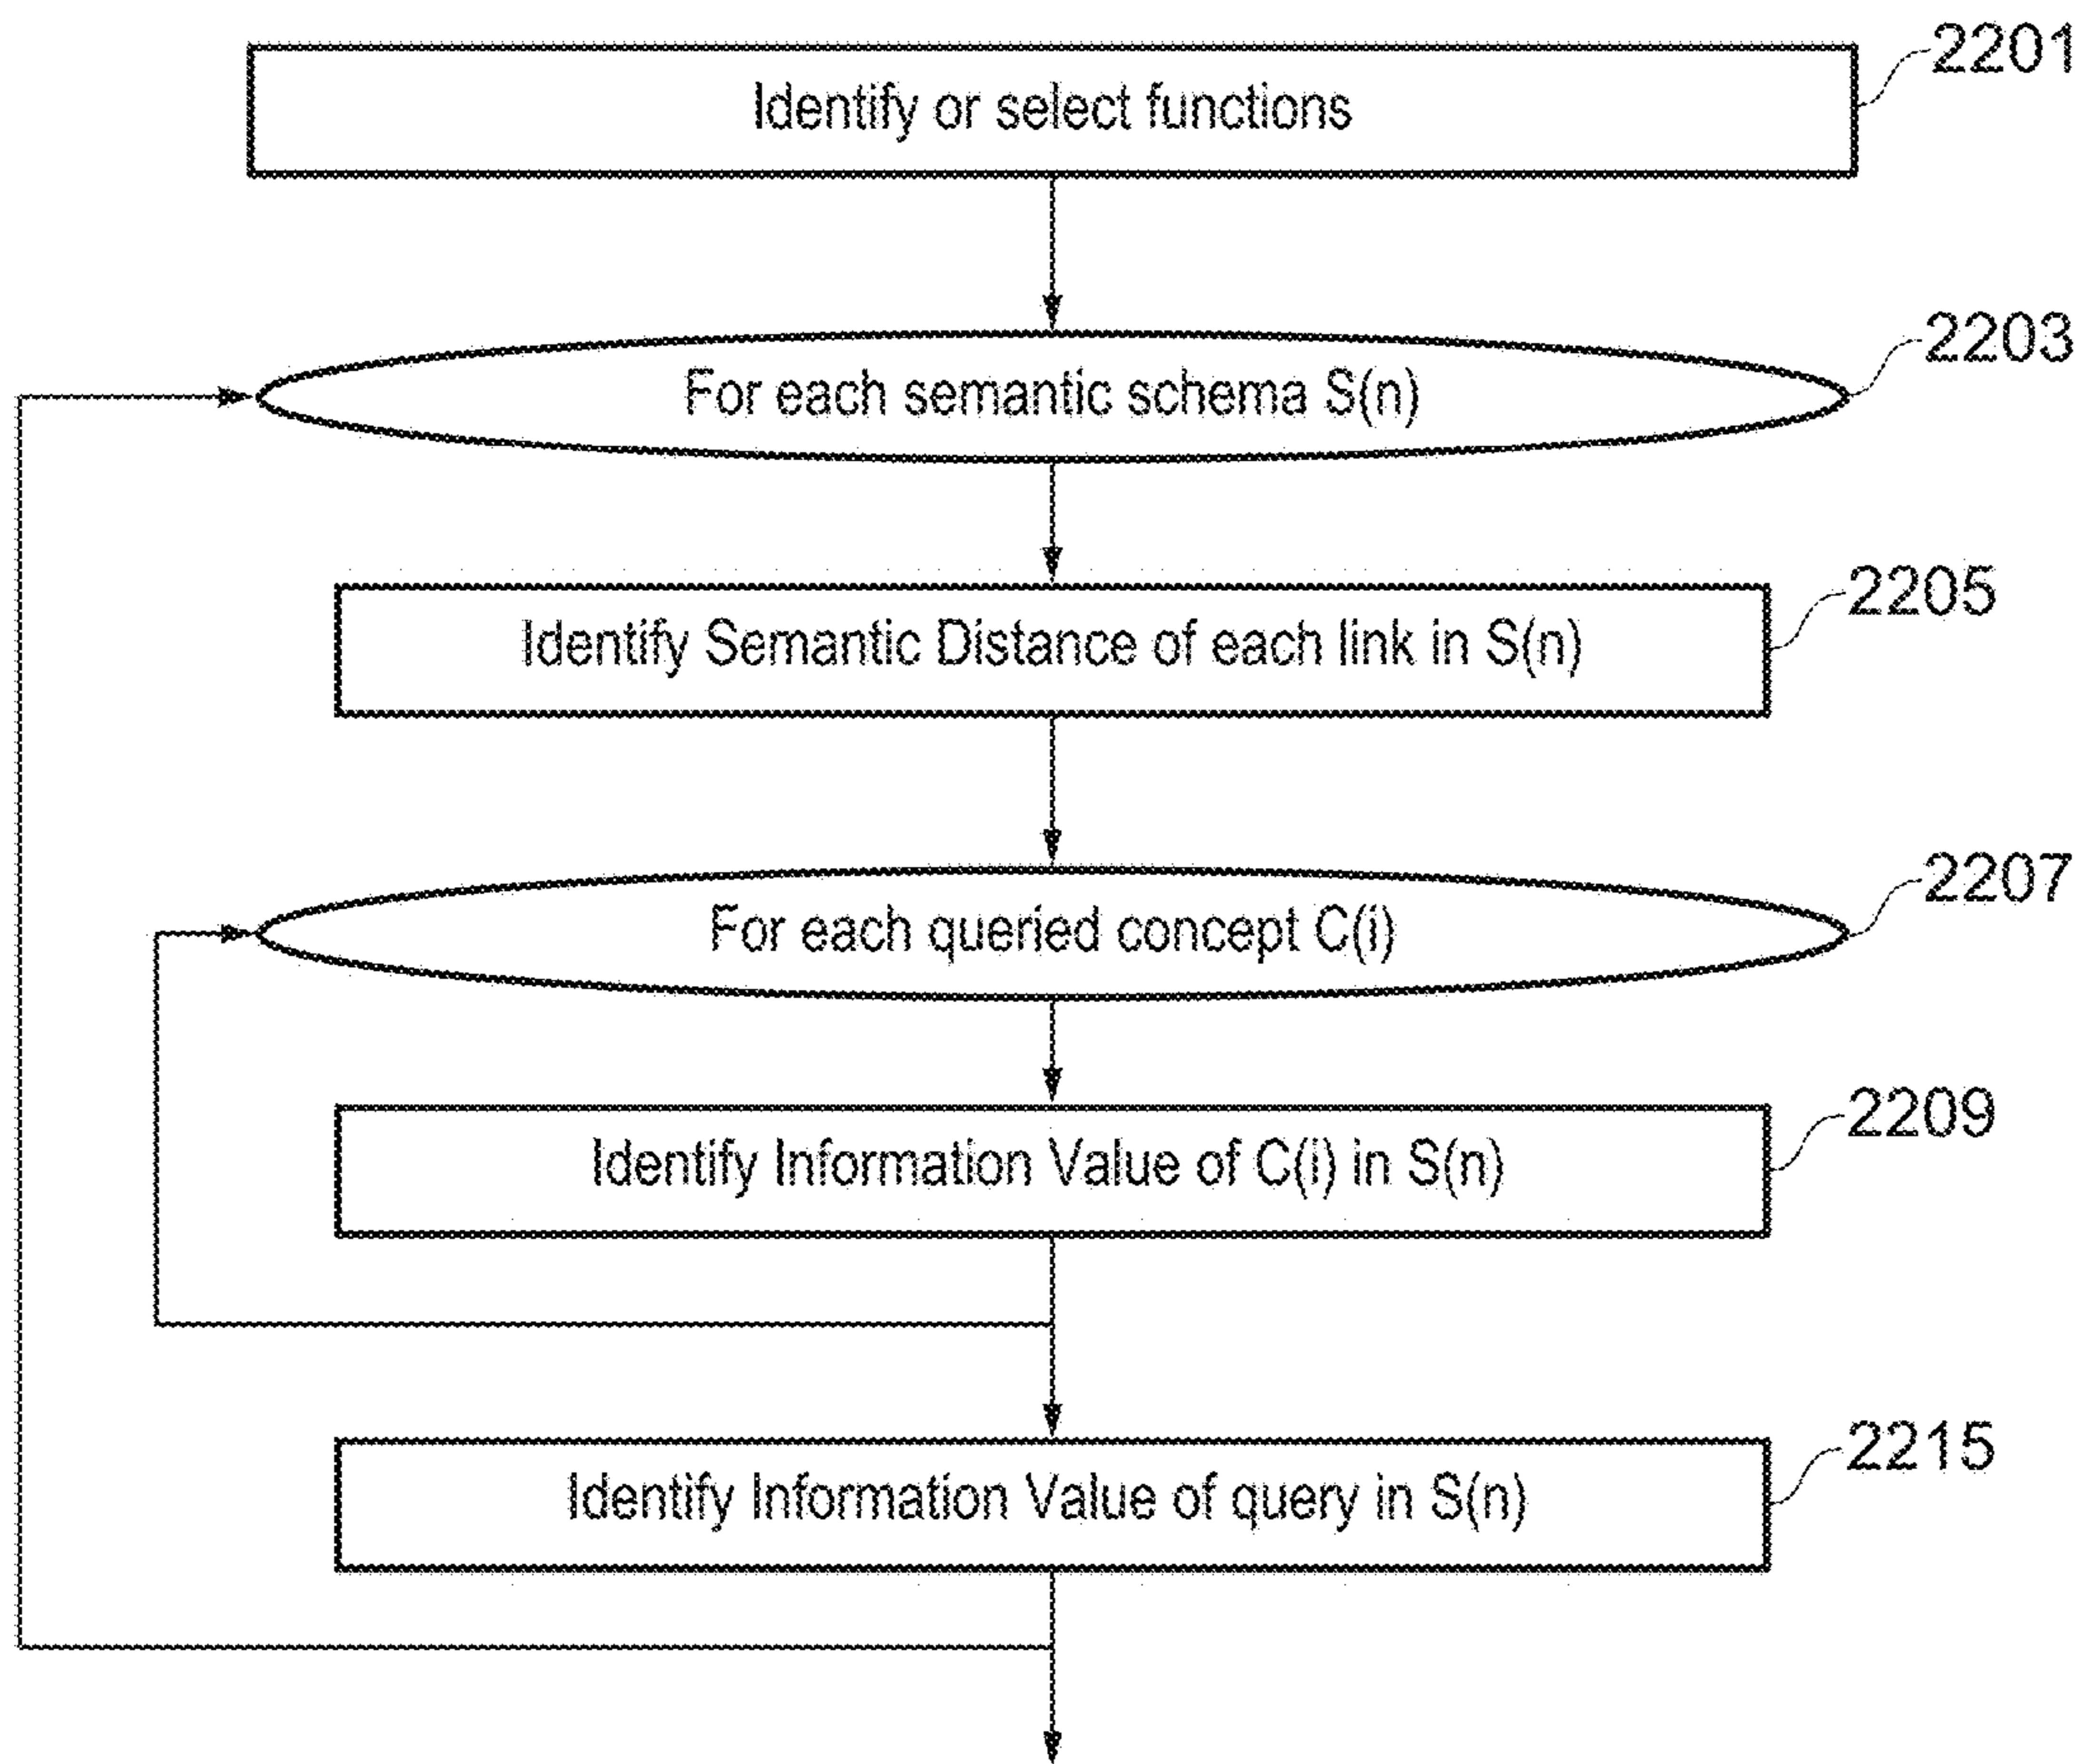 2201
Identify or select functions
2203
For each semantic schema S(n)
2205
Identify Semantic Distance of each link in S(n)
2207
For each queried concept C(i)
2209
Identify Information Value of C(i) in S(n)
2215
Identify Information Value of query in S(n)